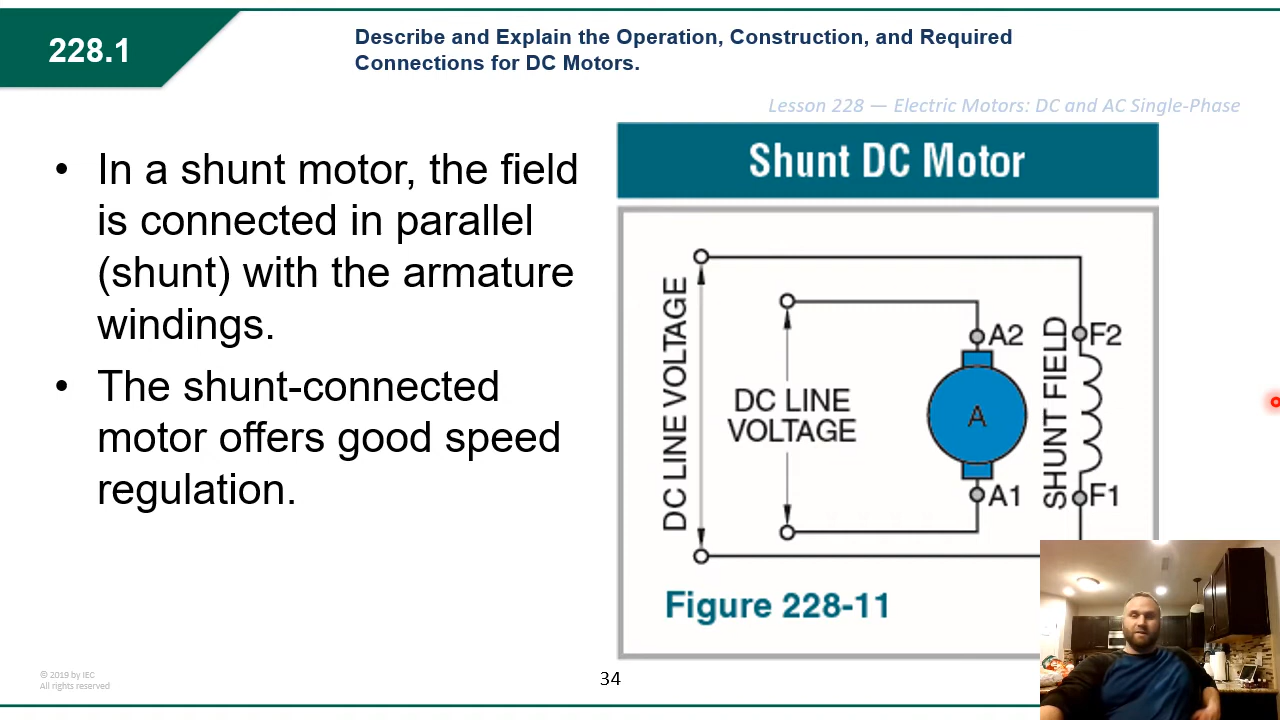 228.1
Describe and Explain the Operation, Construction, and Required
Connections for DC Motors.
Lesson 228 — Electric Motors: DC and AC Single-Phase
• In a shunt motor, the field
is connected in parallel
(shunt) with the armature
windings.
• The shunt-connected
motor offers good speed
regulation.
Shunt DC Motor
DC LINE VOLTAGE
DC LINE
VOLTAGE
A2
A
A1
SHUNT FIELD
F2
F1
Figure 228-11
© 2019 by IEC
All rights reserved
34